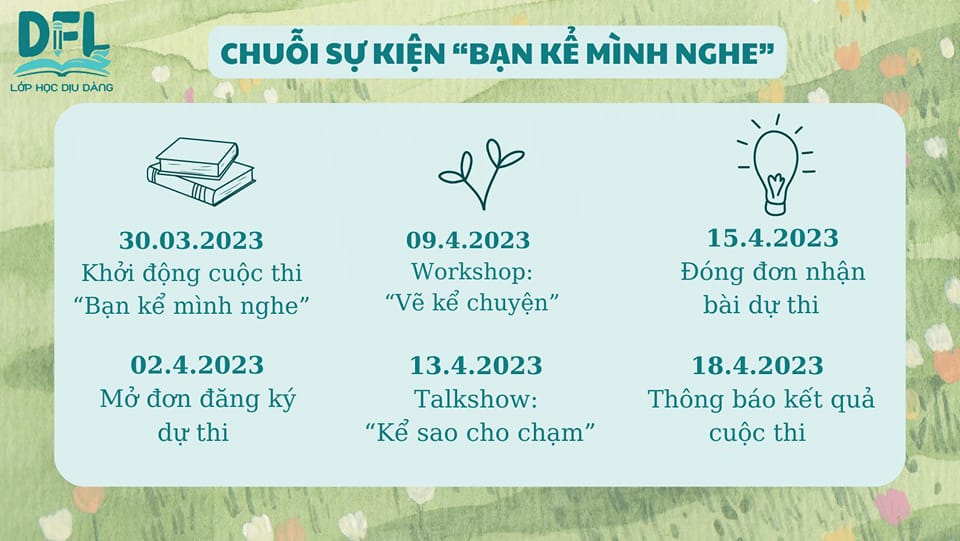 DFL
LỚP HỌC DỊU DÀNG
CHUỖI SỰ KIỆN “BẠN KỂ MÌNH NGHE”
30.03.2023
Khởi động cuộc thi
“Bạn kể mình nghe”
02.4.2023
Mở đơn đăng ký
dự thi
09.4.2023
Workshop:
“Vẽ kể chuyện”
13.4.2023
Talkshow:
“Kể sao cho chạm”
15.4.2023
Đóng đơn nhận
bài dự thi
18.4.2023
Thông báo kết quả
cuộc thi